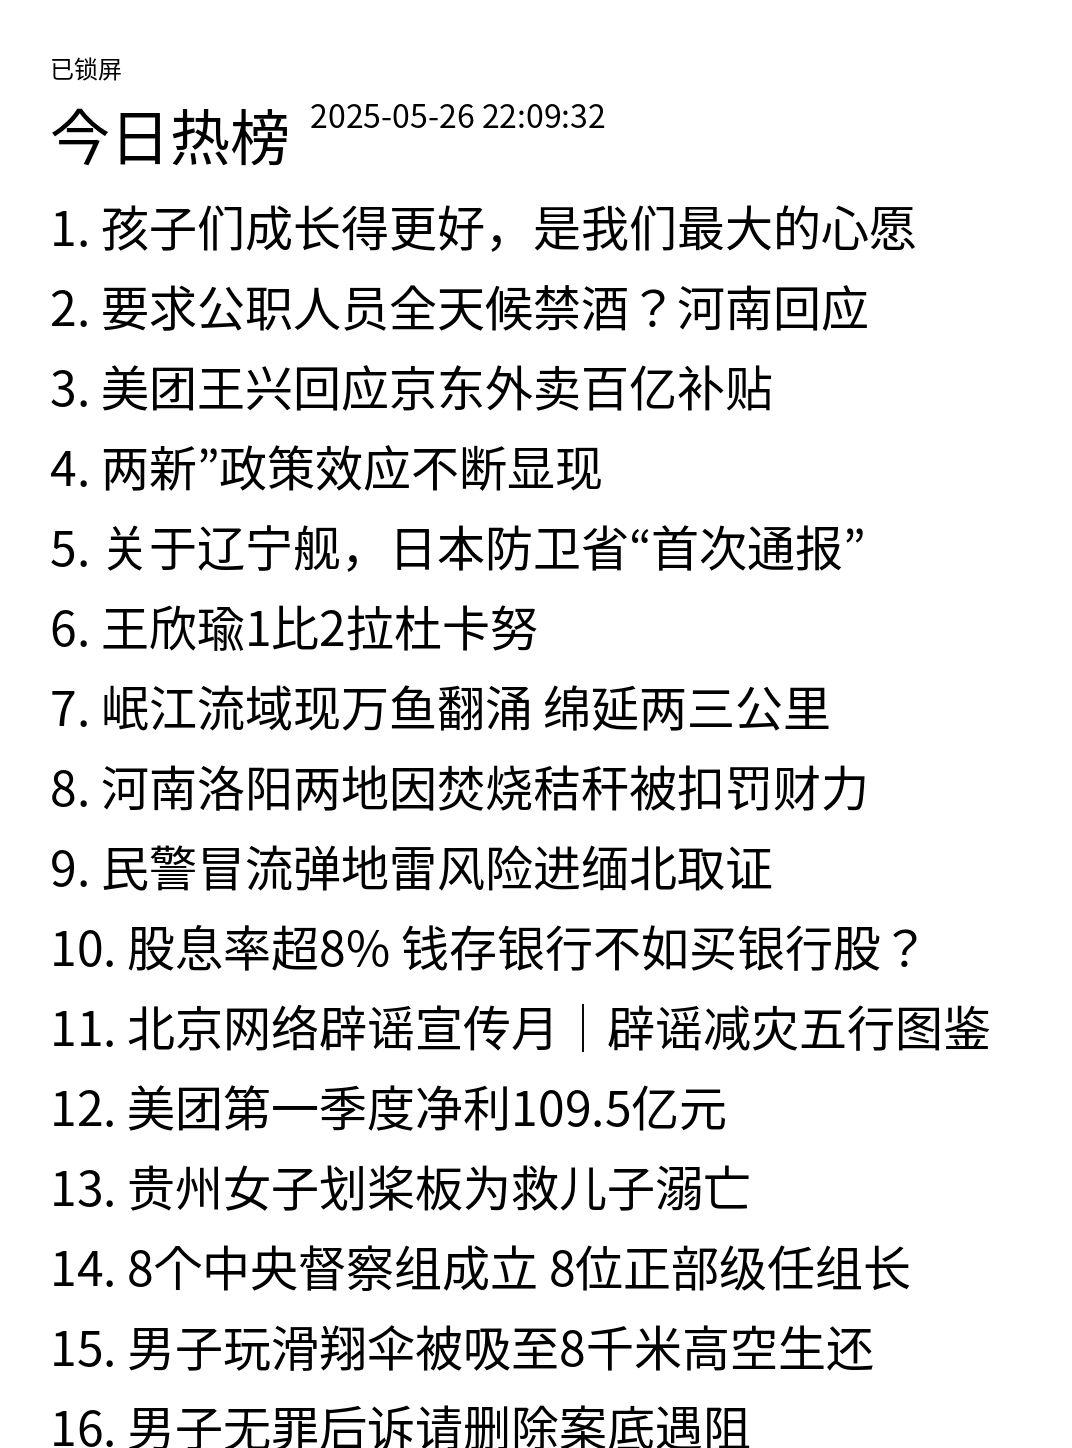 已锁屏
今日热榜 2025-05-26 22:09:32
1. 孩子们成长得更好，是我们最大的心愿
2. 要求公职人员全天候禁酒？河南回应
3. 美团王兴回应京东外卖百亿补贴
4. 两新”政策效应不断显现
5. 关于辽宁舰，日本防卫省“首次通报”
6. 王欣瑜1比2拉杜卡努
7. 岷江流域现万鱼翻涌 绵延两三公里
8. 河南洛阳两地因焚烧秸秆被扣罚财力
9. 民警冒流弹地雷风险进缅北取证
10. 股息率超8% 钱存银行不如买银行股？
11. 北京网络辟谣宣传月｜辟谣减灾五行图鉴
12. 美团第一季度净利109.5亿元
13. 贵州女子划桨板为救儿子溺亡
14. 8个中央督察组成立 8位正部级任组长
15. 男子玩滑翔伞被吸至8千米高空生还
16. 男子无罪后诉请删除案底遇阻